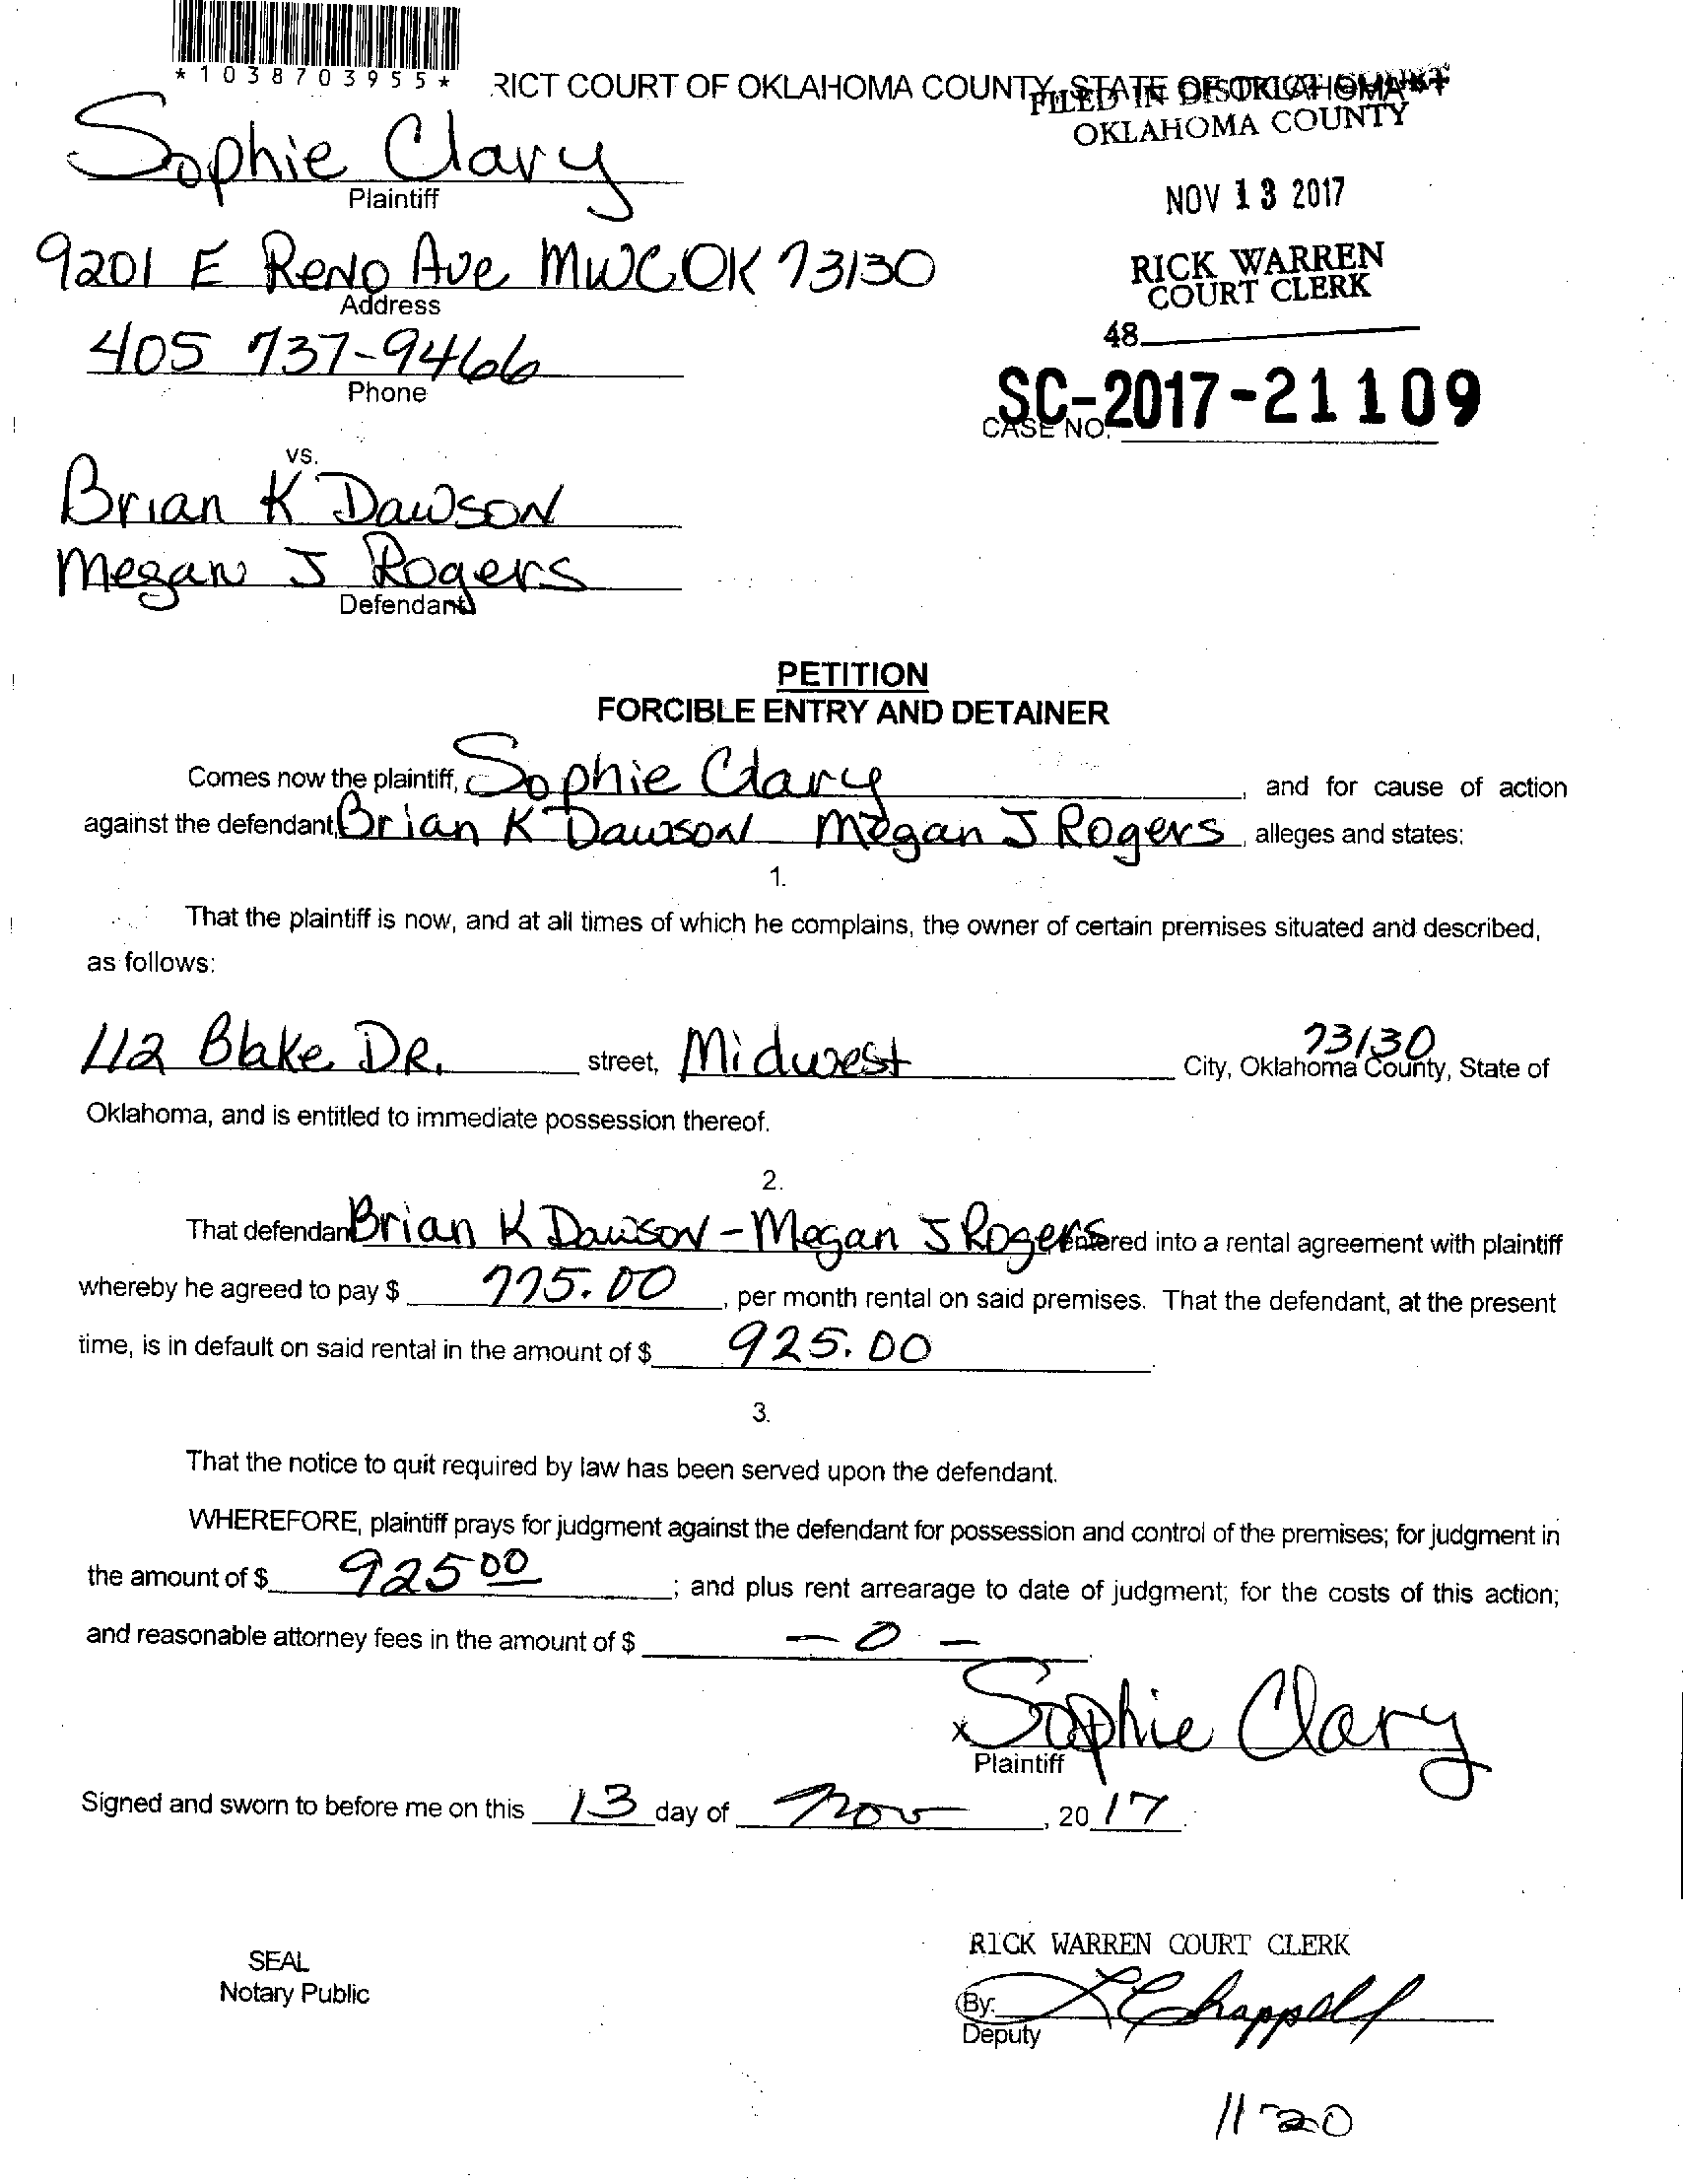 *1038703955*
RICT COURT OF OKLAHOMA COUNTY, STATE OF OKLAHOMA
FILED IN DISTRICT COURT
OKLAHOMA COUNTY
Sophie Clary
Plaintiff
NOV 13 2017
9201 E Reno Ave MWC OK 73130
Address
RICK WARREN
COURT CLERK
405 737-9466
Phone
48
SC-2017-21109
CASE NO.
vs.
Brian K Dawson
Megan J Rogers
Defendants
PETITION
FORCIBLE ENTRY AND DETAINER
Comes now the plaintiff, Sophie Clary, and for cause of action
against the defendant, Brian K Dawson Megan J Rogers, alleges and states:
1.
That the plaintiff is now, and at all times of which he complains, the owner of certain premises situated and described,
as follows:
112 Blake DR. street, Midwest City, Oklahoma County, State of
73130
Oklahoma, and is entitled to immediate possession thereof.
2.
That defendant Brian K Dawson - Megan J Rogers entered into a rental agreement with plaintiff
whereby he agreed to pay $ 775.00, per month rental on said premises. That the defendant, at the present
time, is in default on said rental in the amount of $ 925.00.
3.
That the notice to quit required by law has been served upon the defendant.
WHEREFORE, plaintiff prays for judgment against the defendant for possession and control of the premises; for judgment in
the amount of $ 925 00; and plus rent arrearage to date of judgment; for the costs of this action;
and reasonable attorney fees in the amount of $ - 0 -.
x Sophie Clary
Plaintiff
Signed and sworn to before me on this 13 day of Nov, 20 17.
SEAL
Notary Public
RICK WARREN COURT CLERK
By: L Chappell
Deputy
11-20